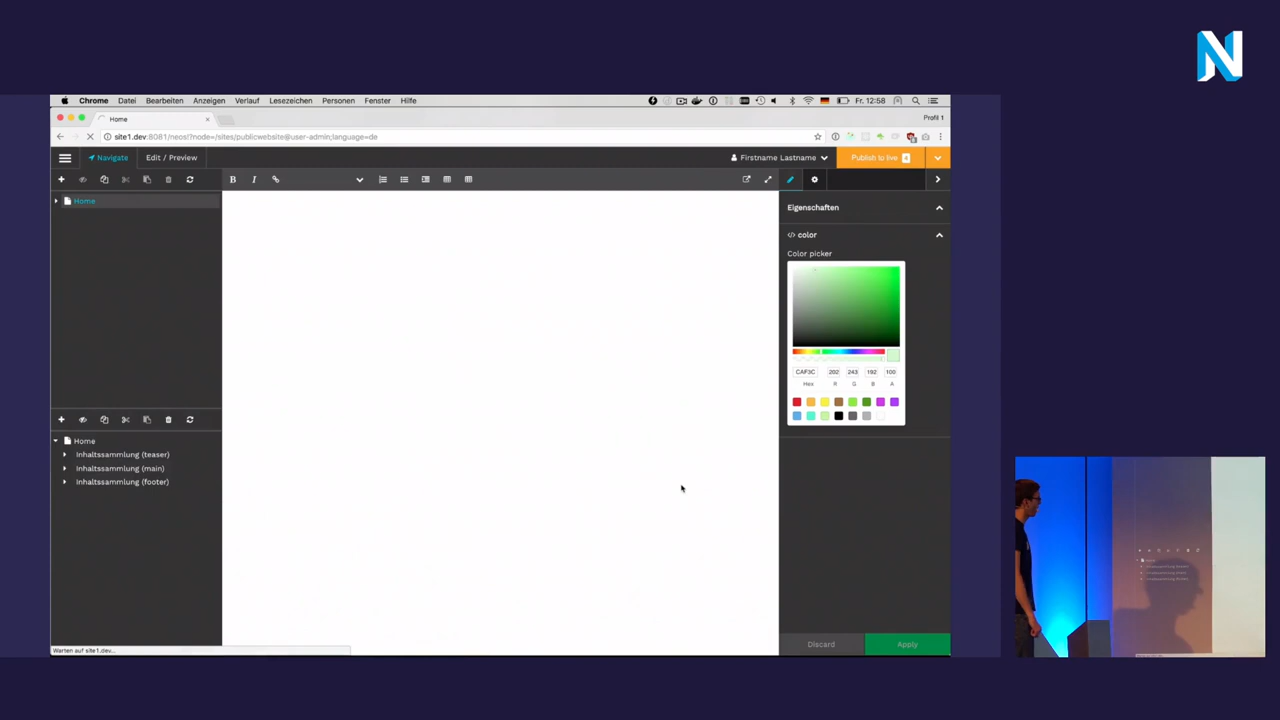 Chrome Datei Bearbeiten Anzeigen Verlauf Lesezeichen Personen Fenster Hilfe
Fr. 12:58
Home
Profil 1
site1.dev:8081/neos!?node=/sites/publicwebsite@user-admin;language=de
Navigate
Edit / Preview
Firstname Lastname
Publish to live 4
B I
Home
Eigenschaften
color
Color picker
CAF3C 202 243 192 100
Hex R G B A
Home
Inhaltssammlung (teaser)
Inhaltssammlung (main)
Inhaltssammlung (footer)
Discard
Apply
Warten auf site1.dev...